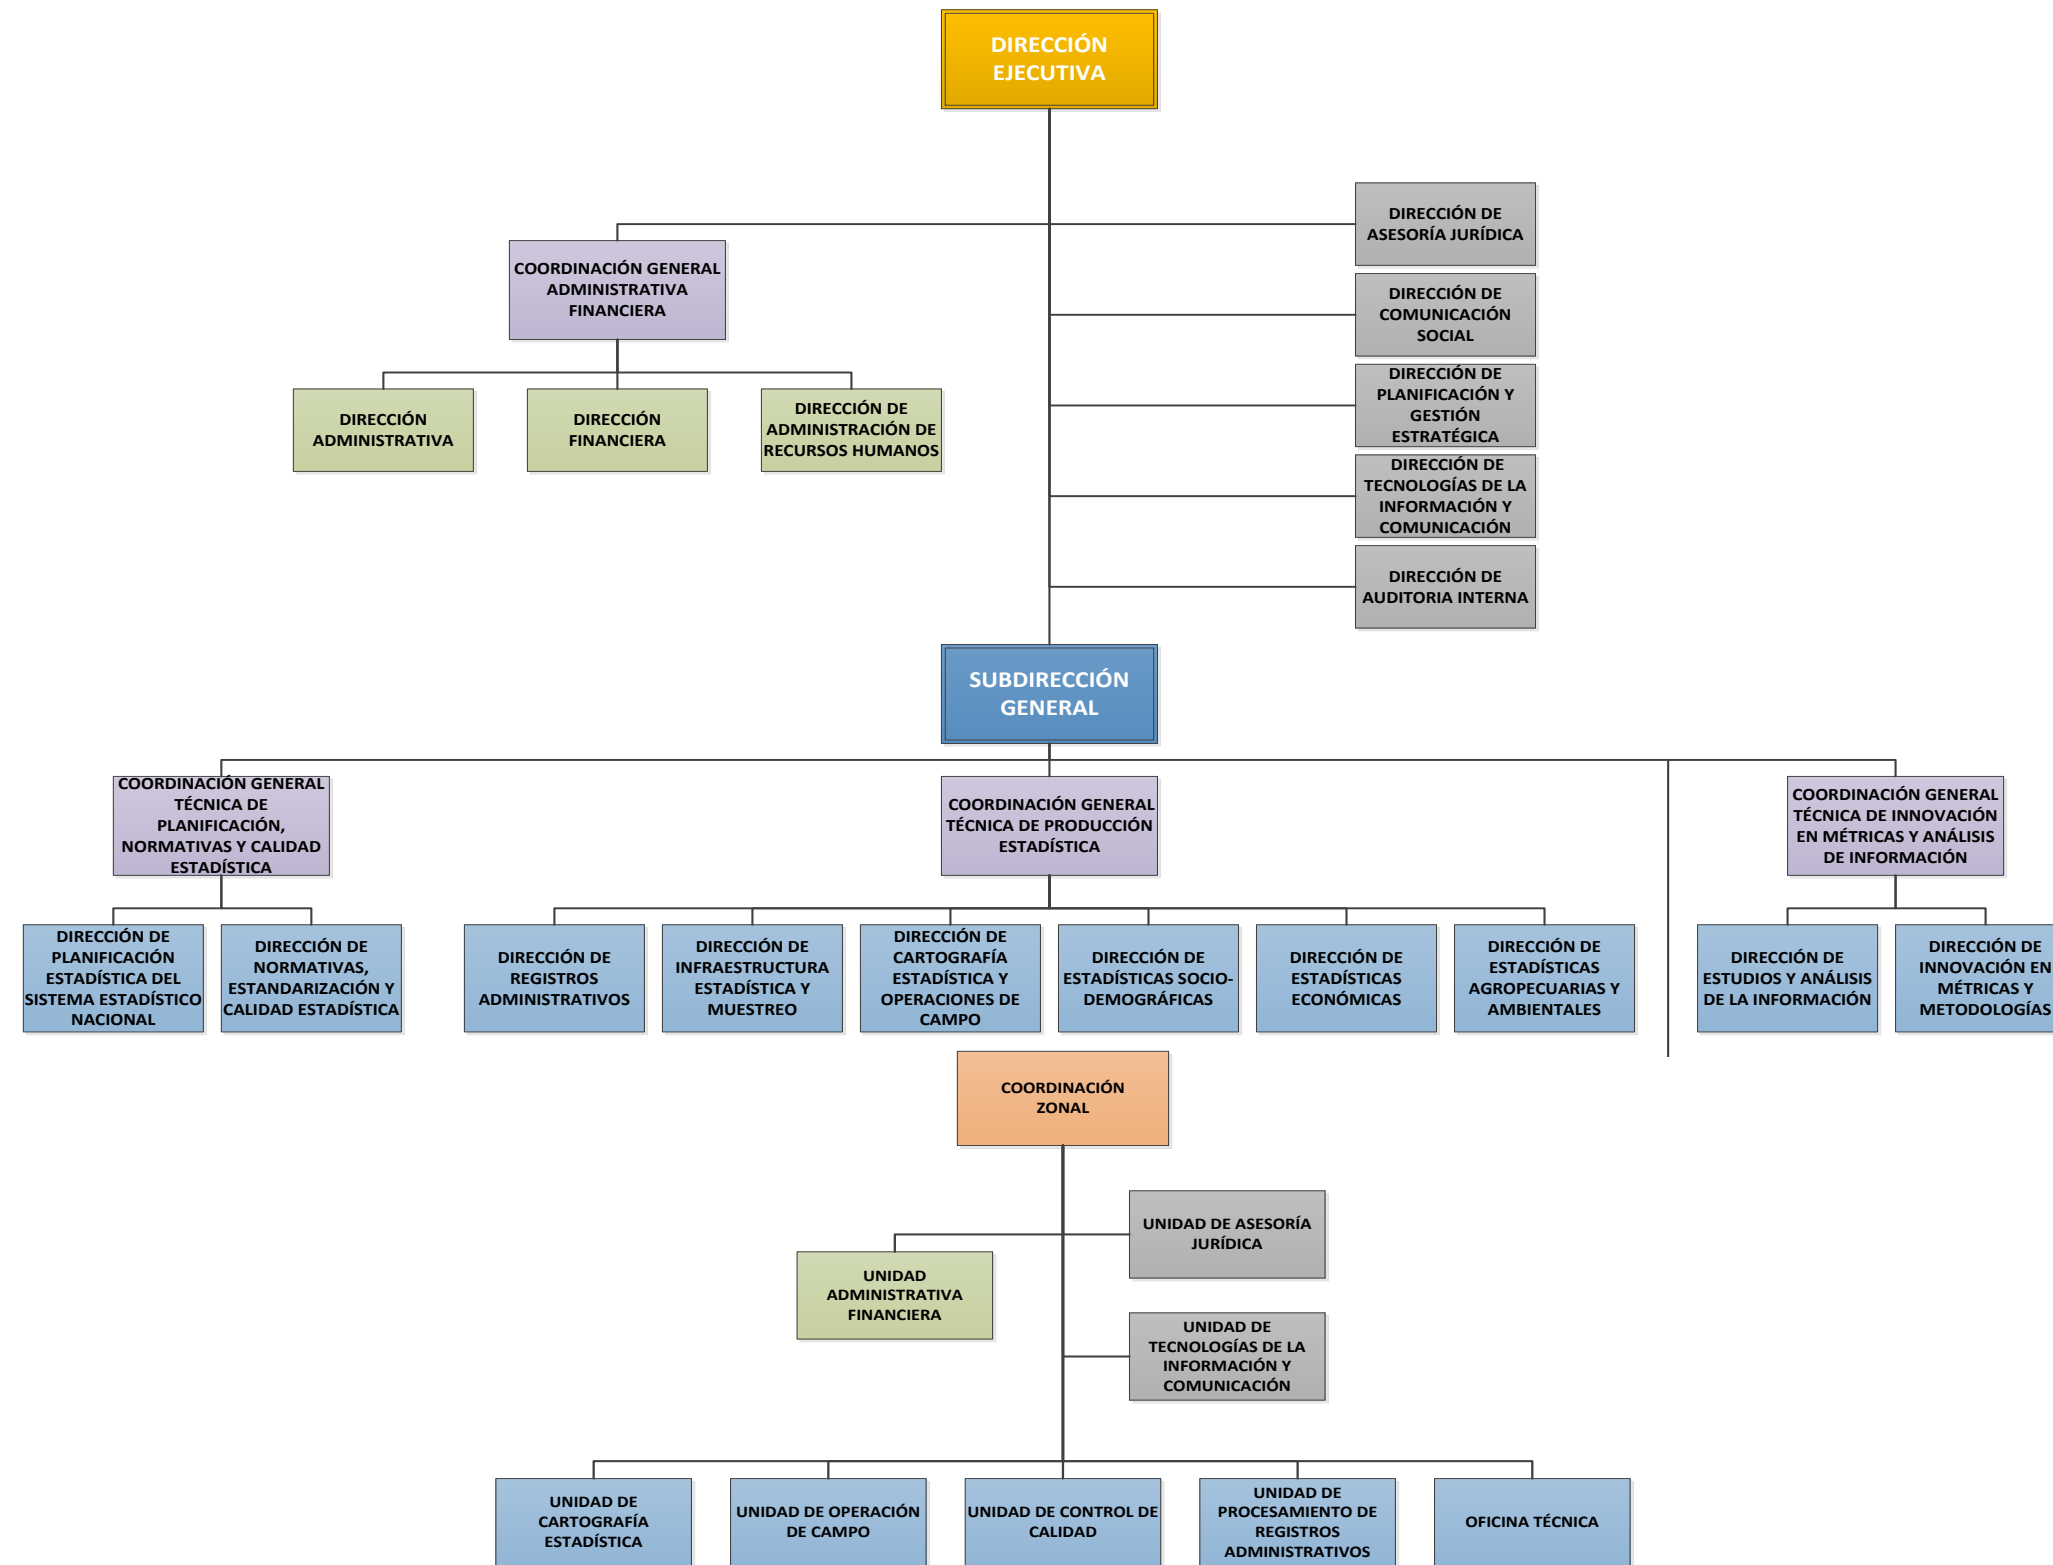 DIRECCIÓN
EJECUTIVA
DIRECCIÓN DE
ASESORÍA JURÍDICA
COORDINACIÓN GENERAL
ADMINISTRATIVA
FINANCIERA
DIRECCIÓN DE
COMUNICACIÓN
SOCIAL
DIRECCIÓN DE
PLANIFICACIÓN Y
GESTIÓN
ESTRATÉGICA
DIRECCIÓN
ADMINISTRATIVA
DIRECCIÓN
FINANCIERA
DIRECCIÓN DE
ADMINISTRACIÓN DE
RECURSOS HUMANOS
DIRECCIÓN DE
TECNOLOGÍAS DE LA
INFORMACIÓN Y
COMUNICACIÓN
DIRECCIÓN DE
AUDITORIA INTERNA
SUBDIRECCIÓN
GENERAL
COORDINACIÓN GENERAL
TÉCNICA DE
PLANIFICACIÓN,
NORMATIVAS Y CALIDAD
ESTADÍSTICA
COORDINACIÓN GENERAL
TÉCNICA DE PRODUCCIÓN
ESTADÍSTICA
COORDINACIÓN GENERAL
TÉCNICA DE INNOVACIÓN
EN MÉTRICAS Y ANÁLISIS
DE INFORMACIÓN
DIRECCIÓN DE
PLANIFICACIÓN
ESTADÍSTICA DEL
SISTEMA ESTADÍSTICO
NACIONAL
DIRECCIÓN DE
NORMATIVAS,
ESTANDARIZACIÓN Y
CALIDAD ESTADÍSTICA
DIRECCIÓN DE
REGISTROS
ADMINISTRATIVOS
DIRECCIÓN DE
INFRAESTRUCTURA
ESTADÍSTICA Y
MUESTREO
DIRECCIÓN DE
CARTOGRAFÍA
ESTADÍSTICA Y
OPERACIONES DE
CAMPO
DIRECCIÓN DE
ESTADÍSTICAS SOCIO-
DEMOGRÁFICAS
DIRECCIÓN DE
ESTADÍSTICAS
ECONÓMICAS
DIRECCIÓN DE
ESTADÍSTICAS
AGROPECUARIAS Y
AMBIENTALES
DIRECCIÓN DE
ESTUDIOS Y ANÁLISIS
DE LA INFORMACIÓN
DIRECCIÓN DE
INNOVACIÓN EN
MÉTRICAS Y
METODOLOGÍAS
COORDINACIÓN
ZONAL
UNIDAD DE ASESORÍA
JURÍDICA
UNIDAD
ADMINISTRATIVA
FINANCIERA
UNIDAD DE
TECNOLOGÍAS DE LA
INFORMACIÓN Y
COMUNICACIÓN
UNIDAD DE
CARTOGRAFÍA
ESTADÍSTICA
UNIDAD DE OPERACIÓN
DE CAMPO
UNIDAD DE CONTROL DE
CALIDAD
UNIDAD DE
PROCESAMIENTO DE
REGISTROS
ADMINISTRATIVOS
OFICINA TÉCNICA